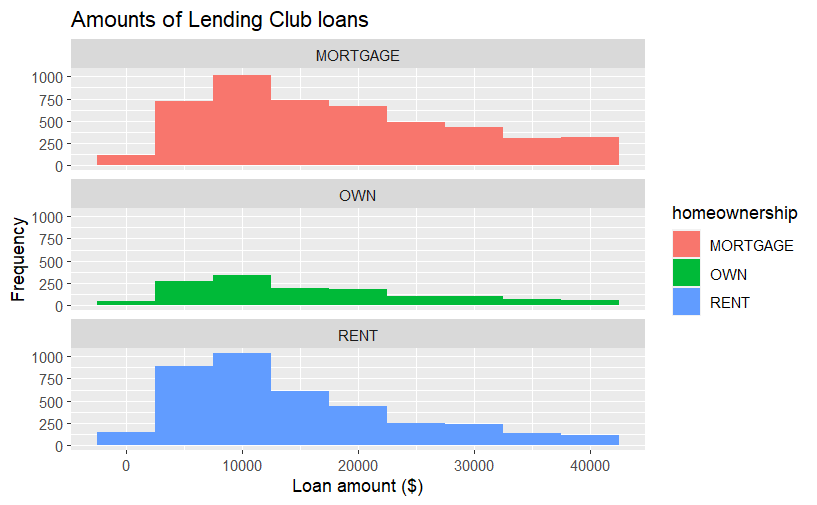 Amounts of Lending Club loans
MORTGAGE
1000
750
500
250
0
OWN
1000
750
500
250
0
RENT
1000
750
500
250
0
0 10000 20000 30000 40000
Loan amount ($)
Frequency
homeownership
MORTGAGE
OWN
RENT